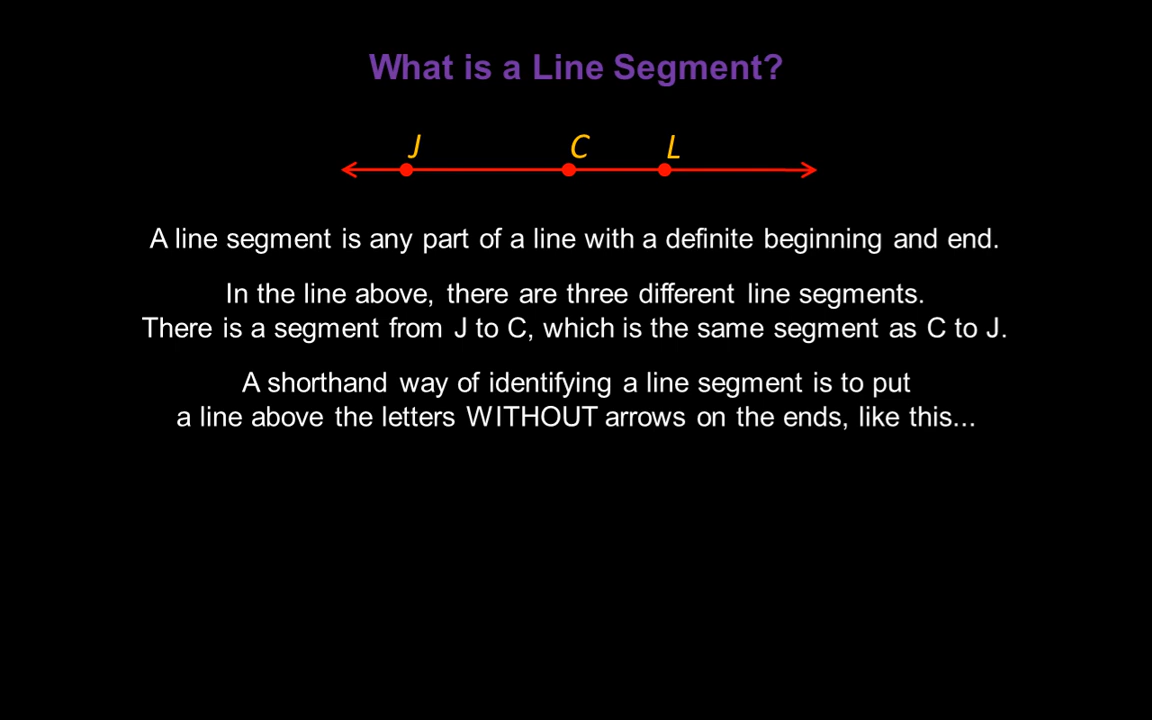 What is a Line Segment?
J C L
A line segment is any part of a line with a definite beginning and end.
In the line above, there are three different line segments.
There is a segment from J to C, which is the same segment as C to J.
A shorthand way of identifying a line segment is to put
a line above the letters WITHOUT arrows on the ends, like this...